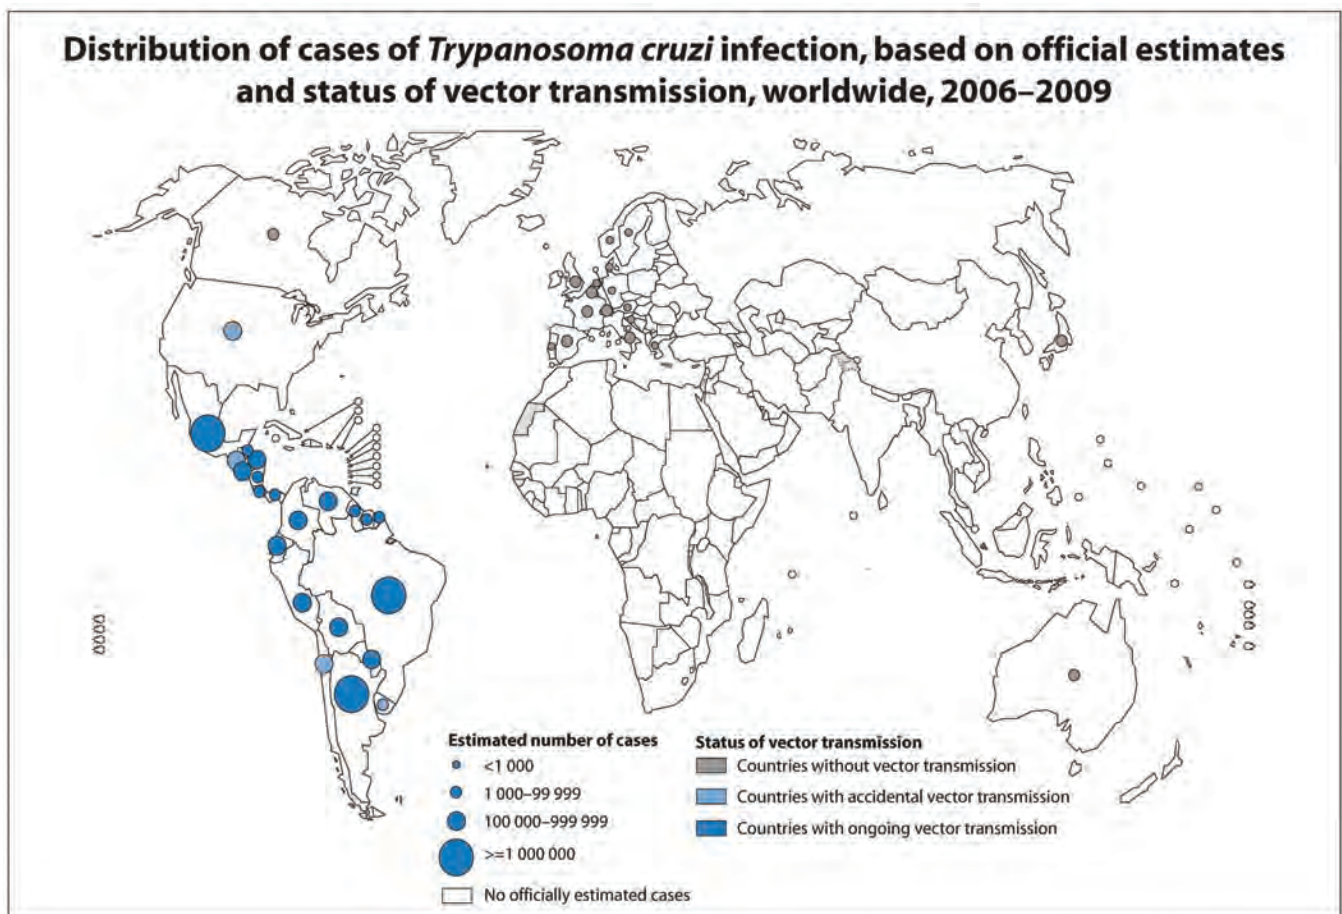 Distribution of cases of Trypanosoma cruzi infection, based on official estimates
and status of vector transmission, worldwide, 2006–2009
Estimated number of cases
<1 000
1 000–99 999
100 000–999 999
>=1 000 000
No officially estimated cases
Status of vector transmission
Countries without vector transmission
Countries with accidental vector transmission
Countries with ongoing vector transmission